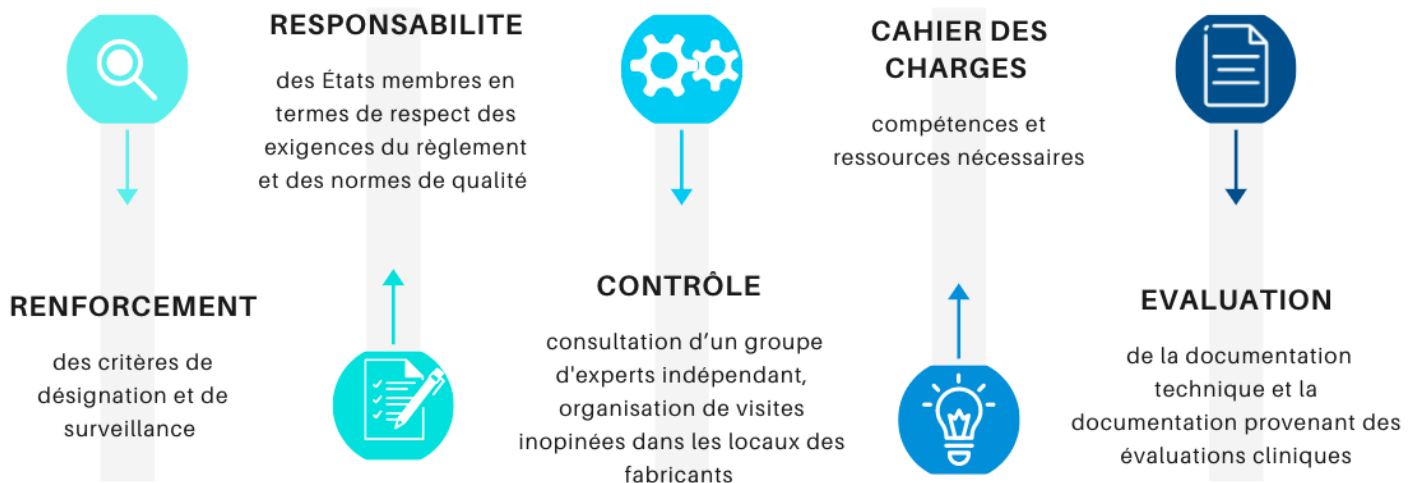 RENFORCEMENT
des critères de
désignation et de
surveillance
RESPONSABILITE
des États membres en
termes de respect des
exigences du règlement
et des normes de qualité
CONTRÔLE
consultation d’un groupe
d'experts indépendant,
organisation de visites
inopinées dans les locaux des
fabricants
CAHIER DES
CHARGES
compétences et
ressources nécessaires
EVALUATION
de la documentation
technique et la
documentation provenant des
évaluations cliniques